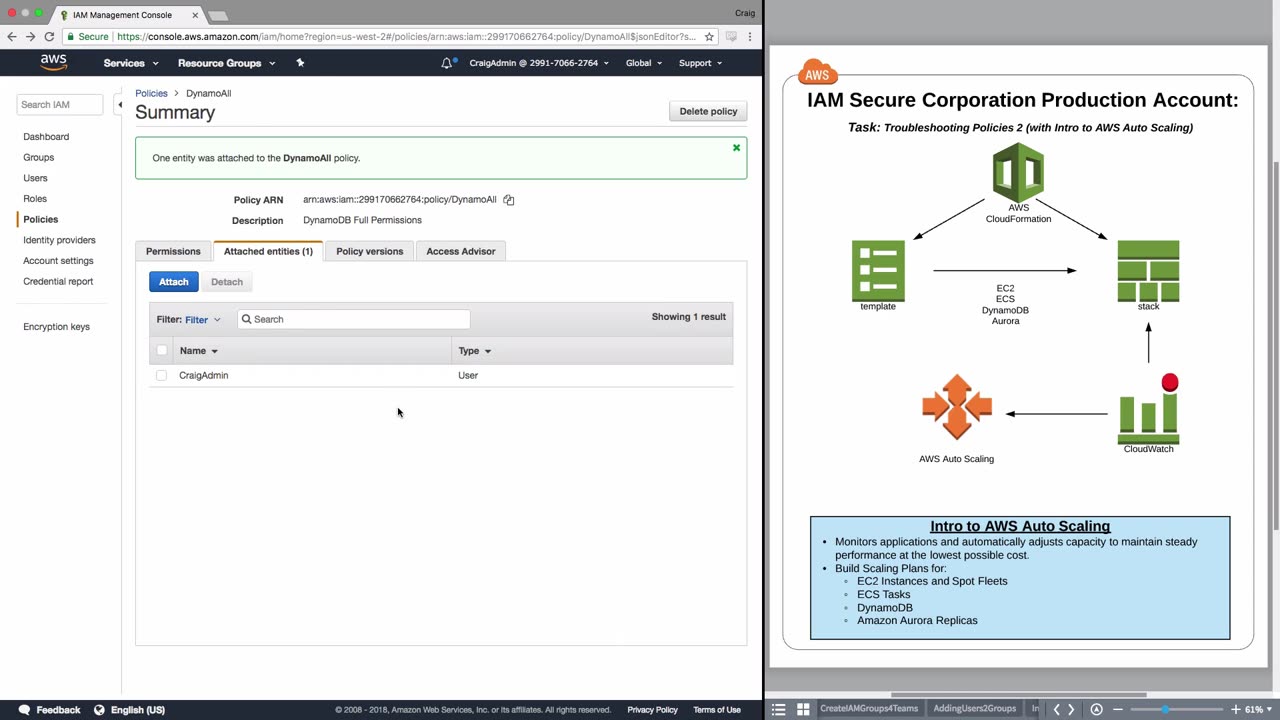 IAM Management Console
Craig
Secure | https://console.aws.amazon.com/iam/home?region=us-west-2#/policies/arn:aws:iam::299170662764:policy/DynamoAll$jsonEditor?s...
aws
Services
Resource Groups
CraigAdmin @ 2991-7066-2764
Global
Support
Search IAM
Dashboard
Groups
Users
Roles
Policies
Identity providers
Account settings
Credential report
Encryption keys
Policies > DynamoAll
Summary
Delete policy
One entity was attached to the DynamoAll policy.
Policy ARN arn:aws:iam::299170662764:policy/DynamoAll
Description DynamoDB Full Permissions
Permissions
Attached entities (1)
Policy versions
Access Advisor
Attach
Detach
Filter: Filter
Search
Showing 1 result
Name
Type
CraigAdmin
User
Feedback
English (US)
© 2008 - 2018, Amazon Web Services, Inc. or its affiliates. All rights reserved.
Privacy Policy
Terms of Use
AWS
IAM Secure Corporation Production Account:
Task: Troubleshooting Policies 2 (with Intro to AWS Auto Scaling)
AWS
CloudFormation
template
EC2
ECS
DynamoDB
Aurora
stack
AWS Auto Scaling
CloudWatch
Intro to AWS Auto Scaling
• Monitors applications and automatically adjusts capacity to maintain steady
performance at the lowest possible cost.
• Build Scaling Plans for:
◦ EC2 Instances and Spot Fleets
◦ ECS Tasks
◦ DynamoDB
◦ Amazon Aurora Replicas
CreateIAMGroups4Teams
AddingUsers2Groups
61%